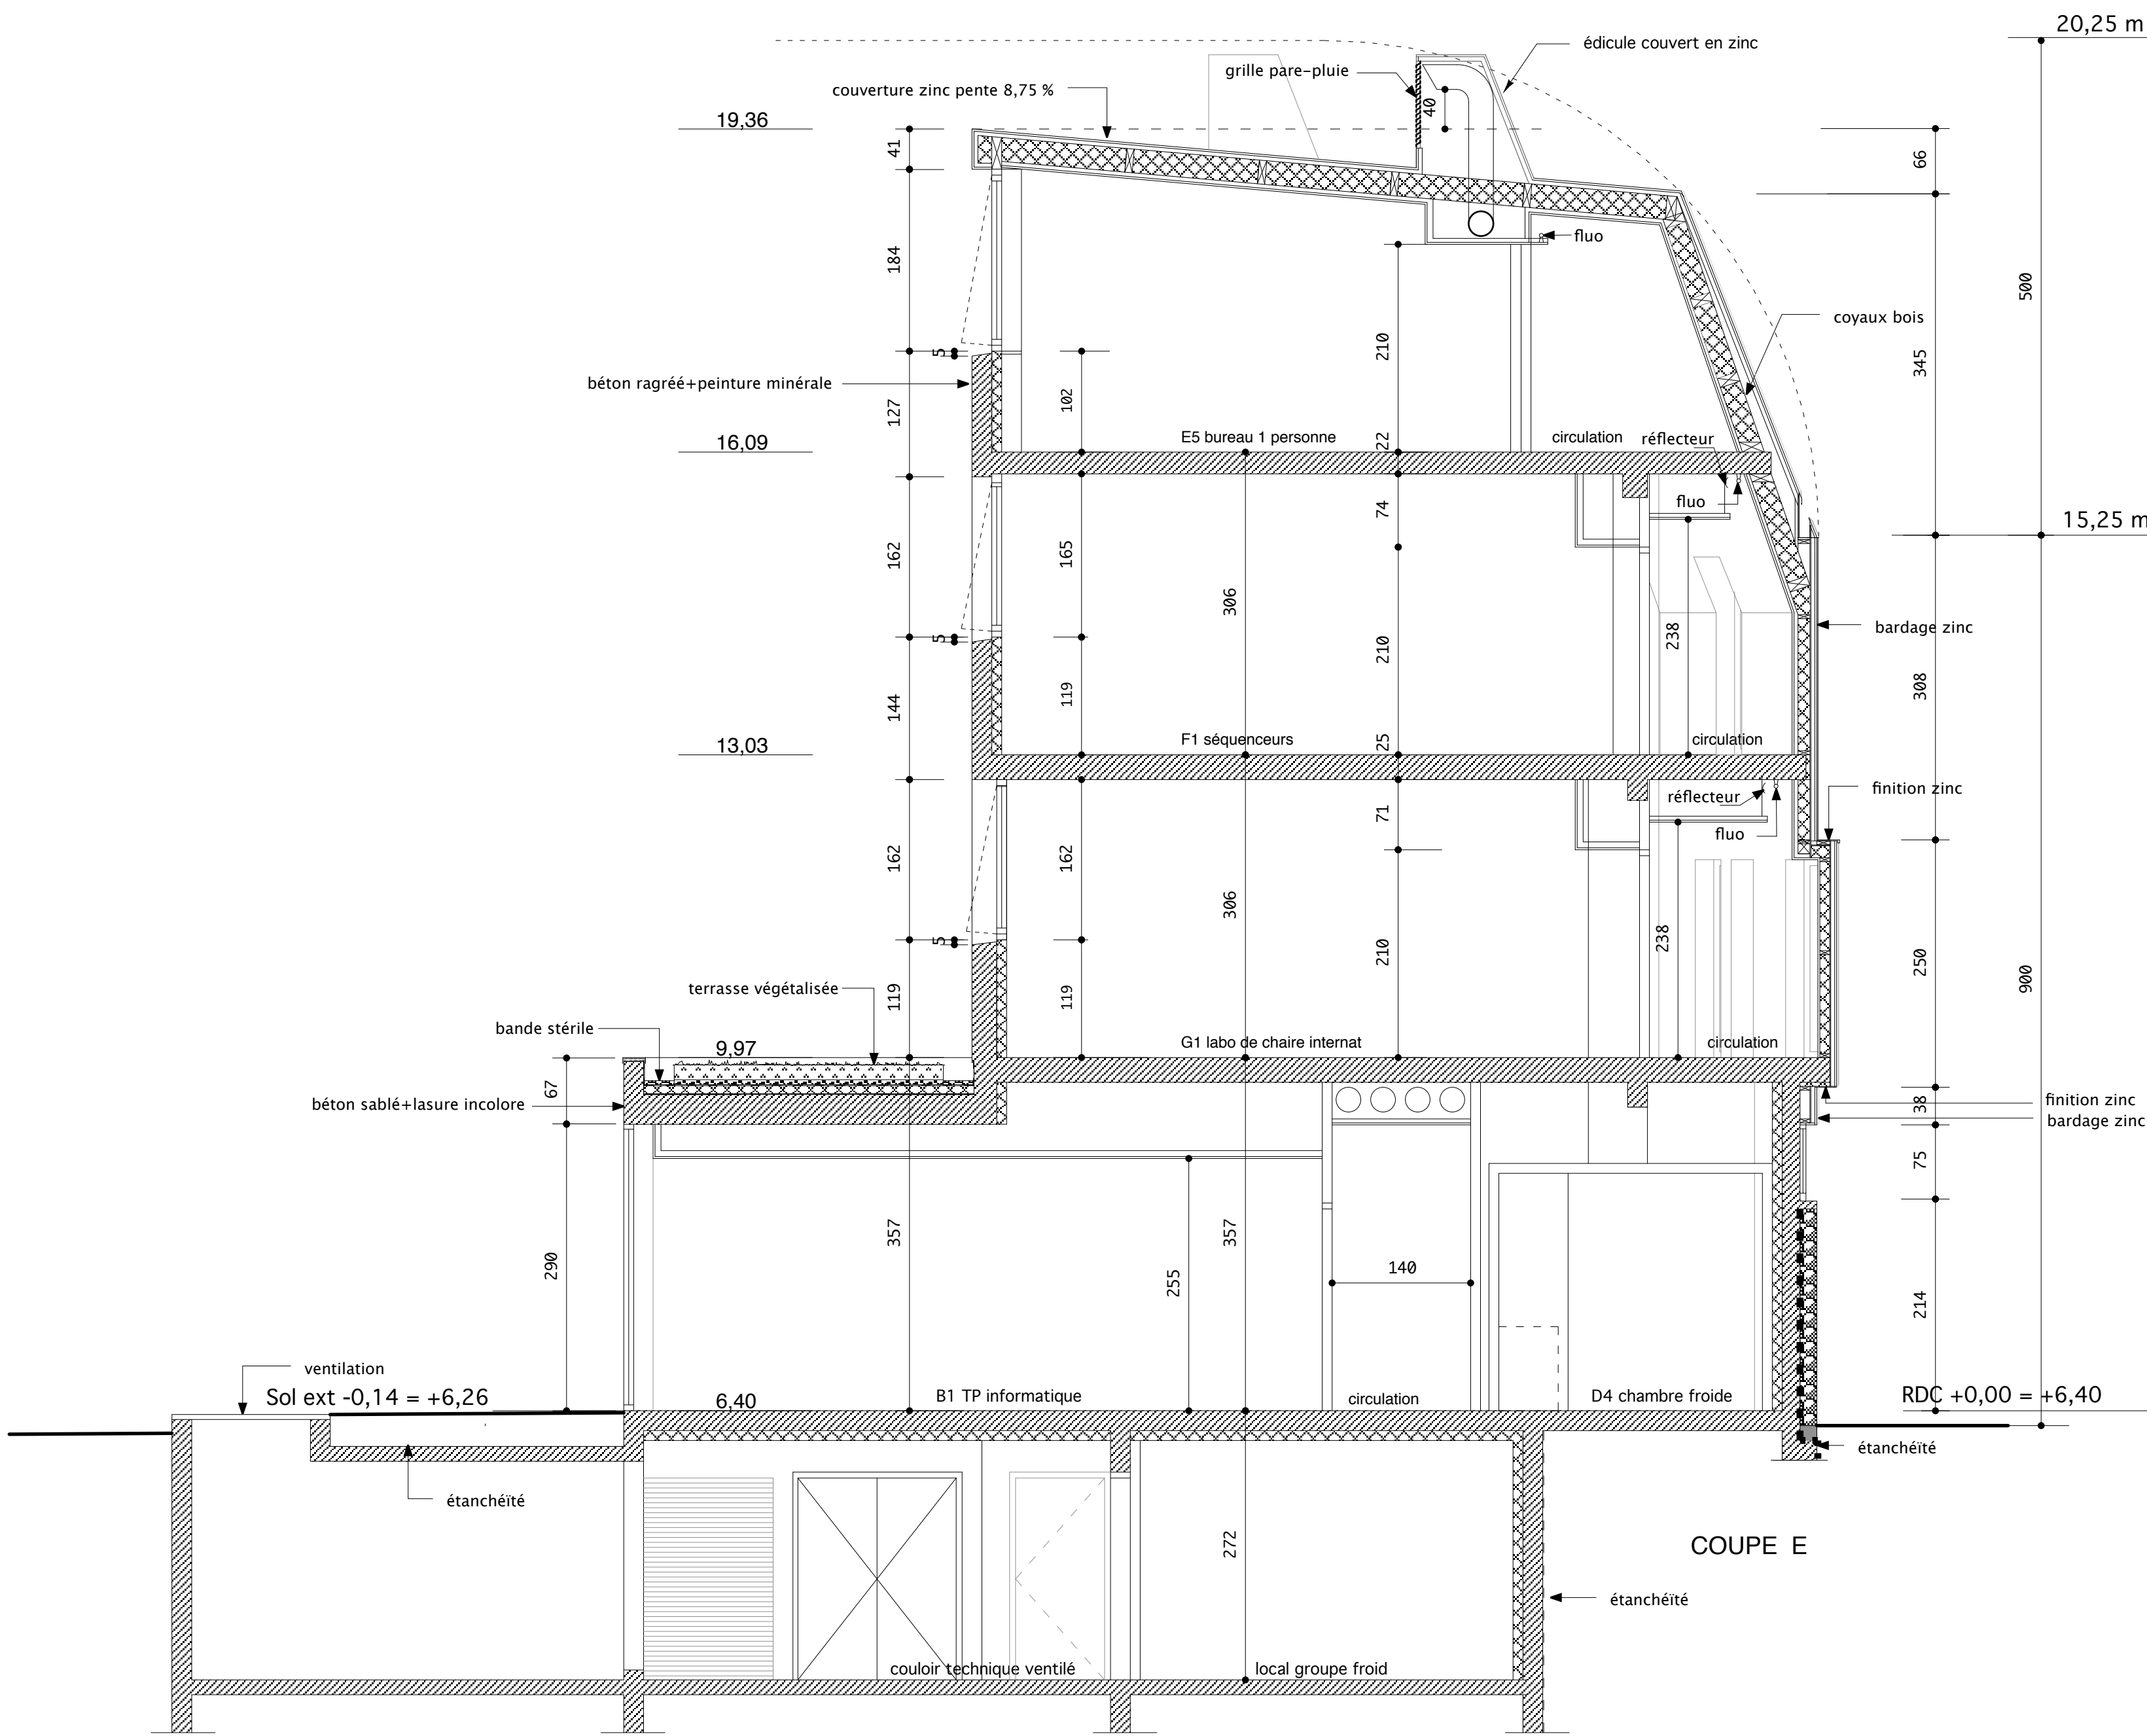 20,25 m
édicule couvert en zinc
grille pare-pluie
couverture zinc pente 8,75 %
40
19,36
41
66
fluo
184
500
210
coyaux bois
345
5
béton ragréé+peinture minérale
102
127
16,09
E5 bureau 1 personne
22
circulation
réflecteur
fluo
74
15,25 m
162
165
306
238
210
bardage zinc
5
119
144
308
13,03
F1 séquenceurs
25
circulation
finition zinc
réflecteur
71
fluo
162
162
306
238
210
250
5
900
terrasse végétalisée
119
119
bande stérile
9,97
G1 labo de chaire internat
circulation
67
béton sablé+lasure incolore
38
finition zinc
bardage zinc
75
357
357
290
255
140
214
ventilation
Sol ext -0,14 = +6,26
6,40
B1 TP informatique
circulation
D4 chambre froide
RDC +0,00 = +6,40
étanchéïté
étanchéïté
272
COUPE E
étanchéïté
couloir technique ventilé
local groupe froid